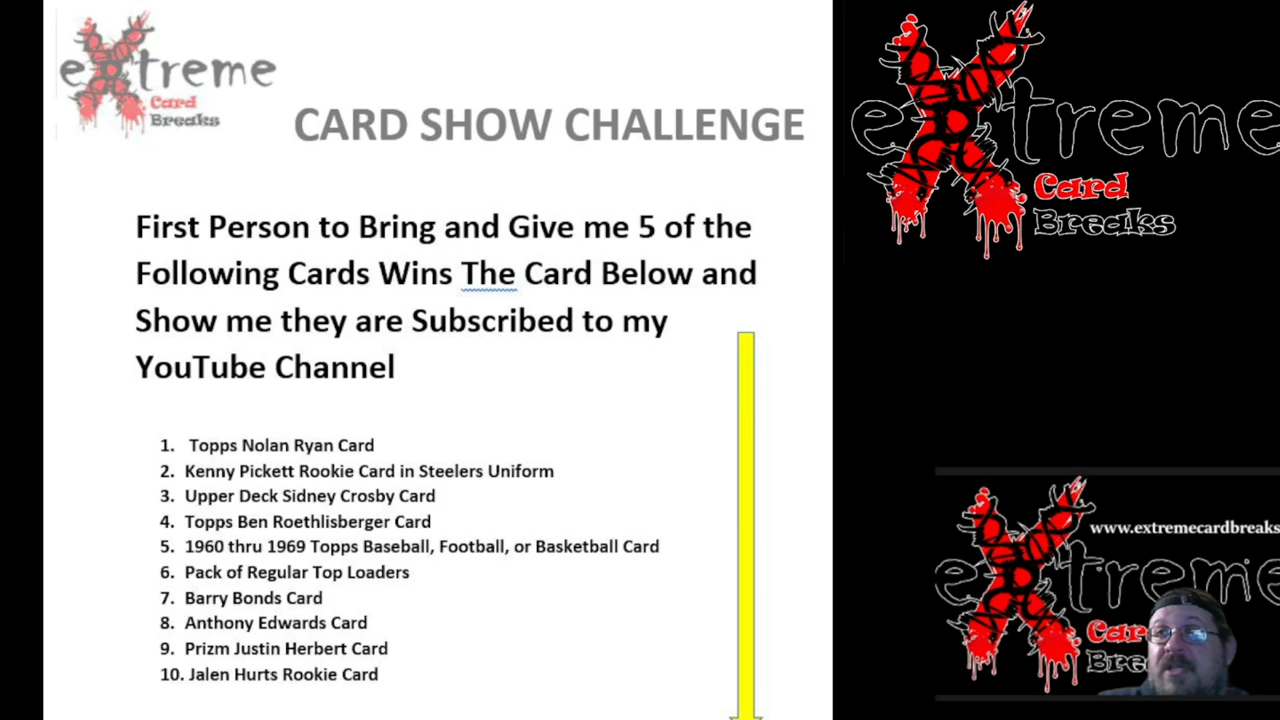 eXtreme
Card
Breaks
CARD SHOW CHALLENGE
First Person to Bring and Give me 5 of the
Following Cards Wins The Card Below and
Show me they are Subscribed to my
YouTube Channel
1. Topps Nolan Ryan Card
2. Kenny Pickett Rookie Card in Steelers Uniform
3. Upper Deck Sidney Crosby Card
4. Topps Ben Roethlisberger Card
5. 1960 thru 1969 Topps Baseball, Football, or Basketball Card
6. Pack of Regular Top Loaders
7. Barry Bonds Card
8. Anthony Edwards Card
9. Prizm Justin Herbert Card
10. Jalen Hurts Rookie Card
eXtreme
Card
Breaks
www.extremecardbreaks
eXtreme
Car
Brea